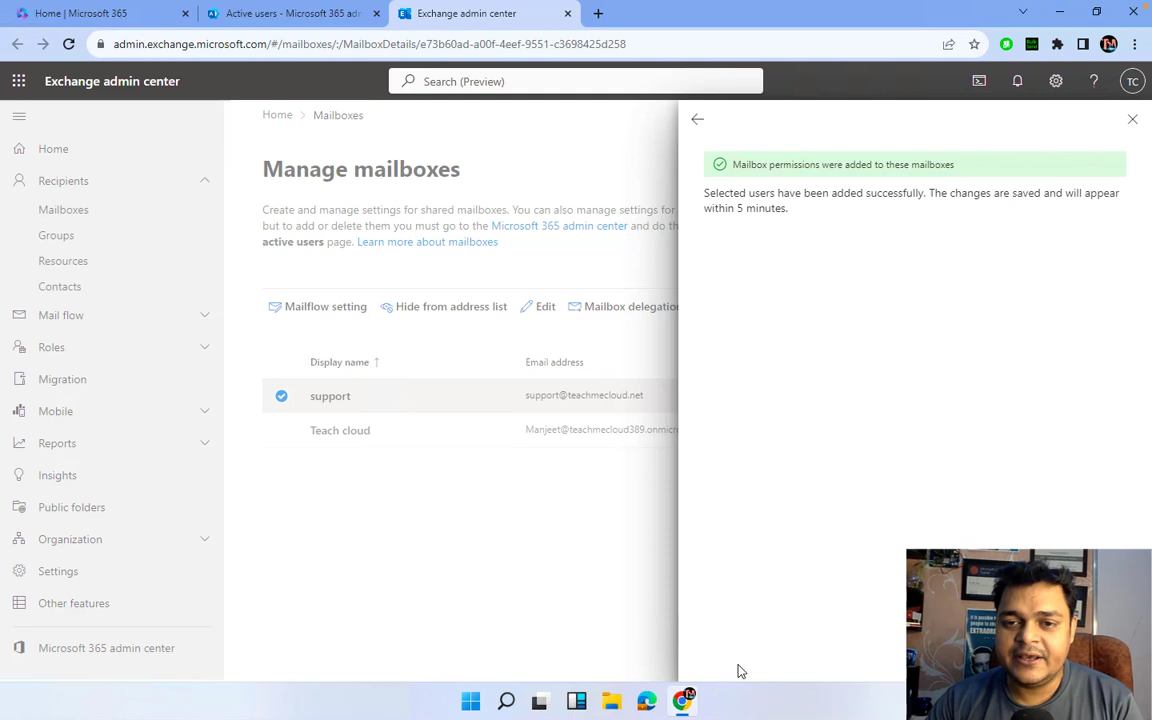 Home | Microsoft 365
Active users - Microsoft 365 adm
Exchange admin center
admin.exchange.microsoft.com/#/mailboxes/:/MailboxDetails/e73b60ad-a00f-4eef-9551-c3698425d258
Exchange admin center
Search (Preview)
TC
Home
Recipients
Mailboxes
Groups
Resources
Contacts
Mail flow
Roles
Migration
Mobile
Reports
Insights
Public folders
Organization
Settings
Other features
Microsoft 365 admin center
Home > Mailboxes
Manage mailboxes
Create and manage settings for shared mailboxes. You can also manage settings for
but to add or delete them you must go to the Microsoft 365 admin center and do th
active users page. Learn more about mailboxes
Mailflow setting Hide from address list Edit Mailbox delegation
Display name ↑ Email address
support support@teachmecloud.net
Teach cloud Manjeet@teachmecloud389.onmicr
Mailbox permissions were added to these mailboxes
Selected users have been added successfully. The changes are saved and will appear
within 5 minutes.
EXTRAOR